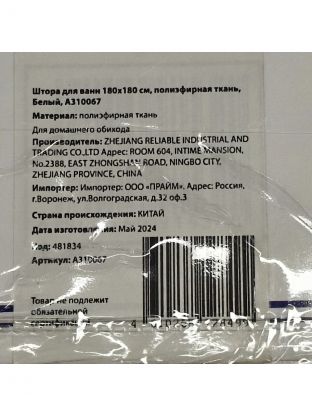 Штора для ванн 180х180 см, полиэфирная ткань,
Белый, А310067
Материал: полиэфирная ткань
Для домашнего обихода
Производитель: ZHEJIANG RELIABLE INDUSTRIAL AND
TRADING CO.,LTD Адрес: ROOM 604, INTIME MANSION,
No.2388, EAST ZHONGSHAN ROAD, NINGBO CITY,
ZHEJIANG PROVINCE, CHINA
Импортер: Импортер: ООО «ПРАЙМ». Адрес: Россия,
г.Воронеж, ул.Волгоградская, д.32 оф.3
Страна происхождения: КИТАЙ
Дата изготовления: Май 2024
Код: 481834
Артикул: А310067
Товар не подлежит
обязательной
сертификации